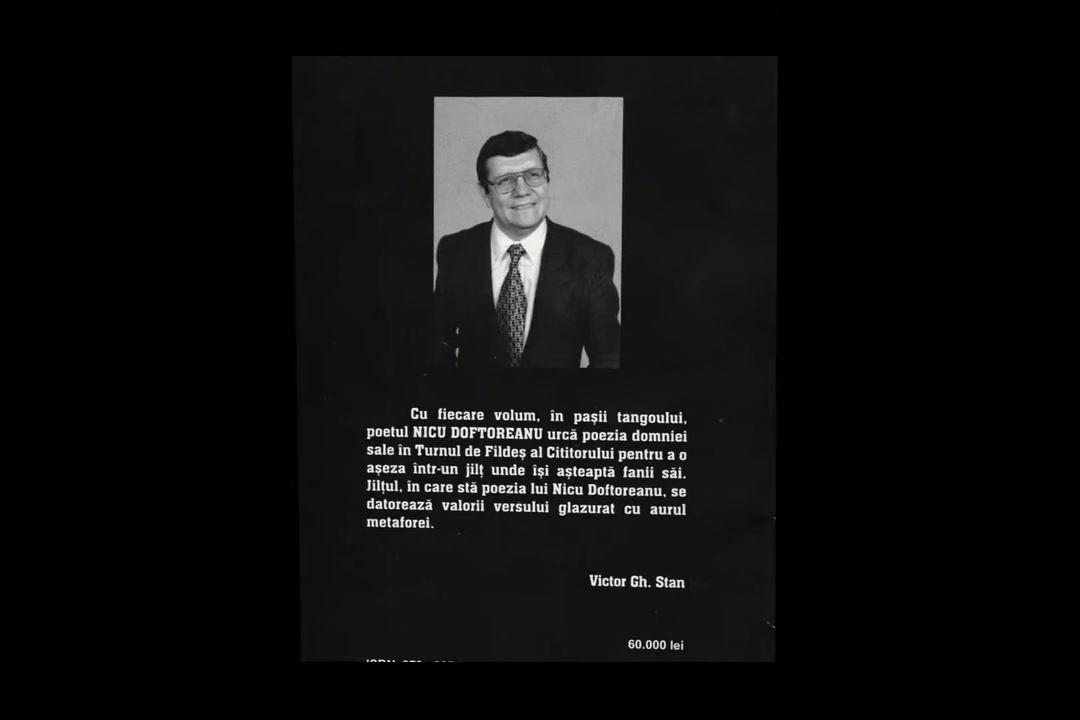 Cu fiecare volum, în pașii tangoului,
poetul NICU DOFTOREANU urcă poezia domniei
sale în Turnul de Fildeș al Cititorului pentru a o
așeza într-un jilț unde își așteaptă fanii săi.
Jilțul, în care stă poezia lui Nicu Doftoreanu, se
datorează valorii versului glazurat cu aurul
metaforei.
Victor Gh. Stan
60.000 lei